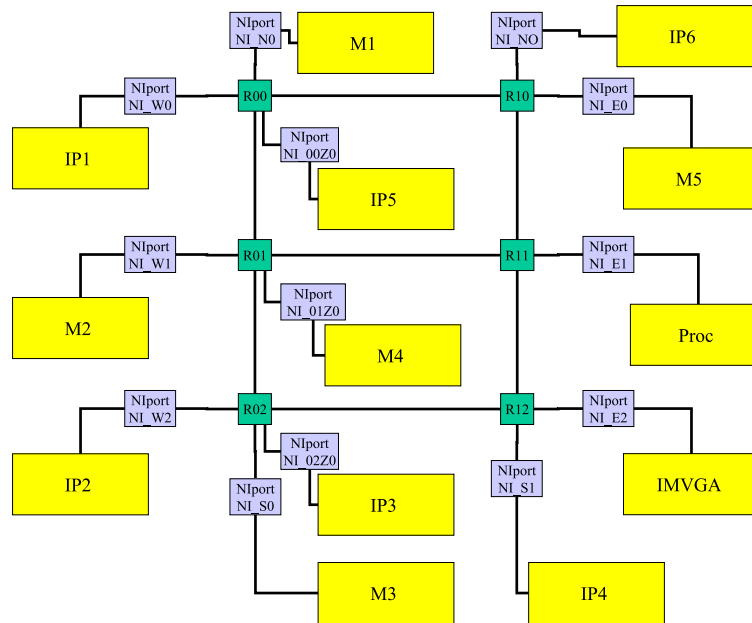 NIport
NI_N0
M1
NIport
NI_NO
IP6
NIport
NI_W0
R00
R10
NIport
NI_E0
IP1
NIport
NI_00Z0
IP5
M5
NIport
NI_W1
R01
R11
NIport
NI_E1
M2
NIport
NI_01Z0
M4
Proc
NIport
NI_W2
R02
R12
NIport
NI_E2
IP2
NIport
NI_02Z0
NIport
NI_S0
IP3
NIport
NI_S1
IMVGA
M3
IP4